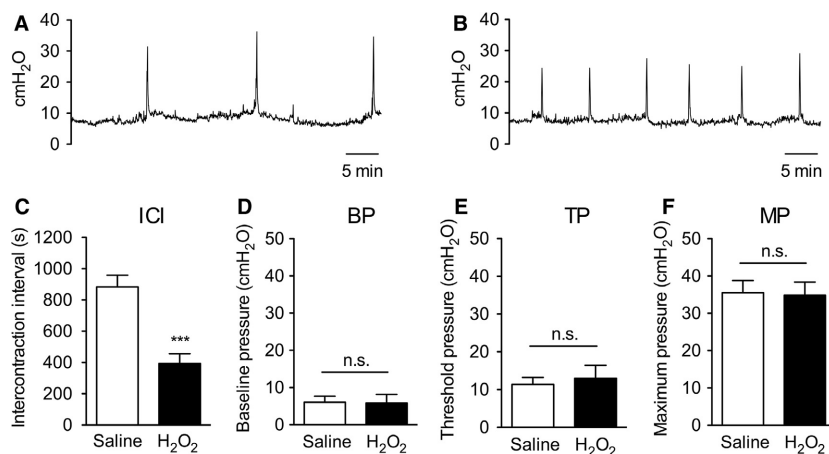 A
40
30
20
10
0
cmH₂O
5 min
B
40
30
20
10
0
cmH₂O
5 min
C
ICI
Intercontraction interval (s)
1200
1000
800
600
400
200
0
***
Saline
H₂O₂
D
BP
Baseline pressure (cmH₂O)
50
40
30
20
10
0
n.s.
Saline
H₂O₂
E
TP
Threshold pressure (cmH₂O)
50
40
30
20
10
0
n.s.
Saline
H₂O₂
F
MP
Maximum pressure (cmH₂O)
50
40
30
20
10
0
n.s.
Saline
H₂O₂